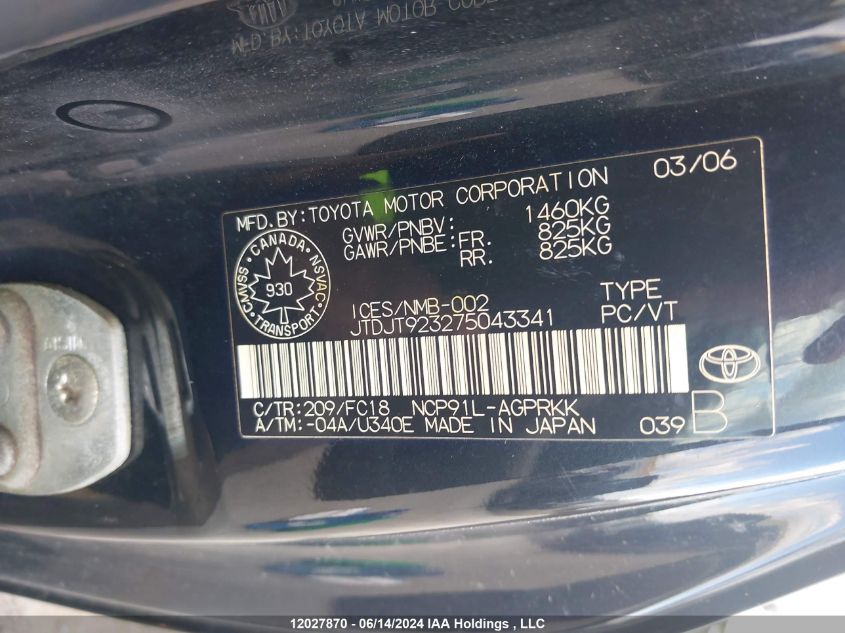 MFD.BY:TOYOTA MOTOR CORPORATION 03/06
GVWR/PNBV: 1460KG
GAWR/PNBE:FR. 825KG
RR. 825KG
CANADA
CMVSS 930 NSVAC
TRANSPORT
ICES/NMB-002 TYPE
JTDJT923275043341 PC/VT
C/TR:209/FC18 NCP91L-AGPRKK
A/TM:-04A/U340E MADE IN JAPAN 039 B
12027870 - 06/14/2024 IAA Holdings , LLC